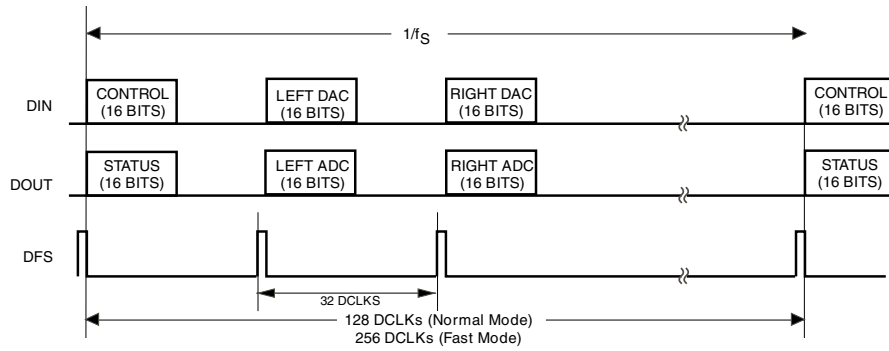 1/fS
DIN
CONTROL
(16 BITS)
LEFT DAC
(16 BITS)
RIGHT DAC
(16 BITS)
CONTROL
(16 BITS)
DOUT
STATUS
(16 BITS)
LEFT ADC
(16 BITS)
RIGHT ADC
(16 BITS)
STATUS
(16 BITS)
DFS
32 DCLKS
128 DCLKs (Normal Mode)
256 DCLKs (Fast Mode)